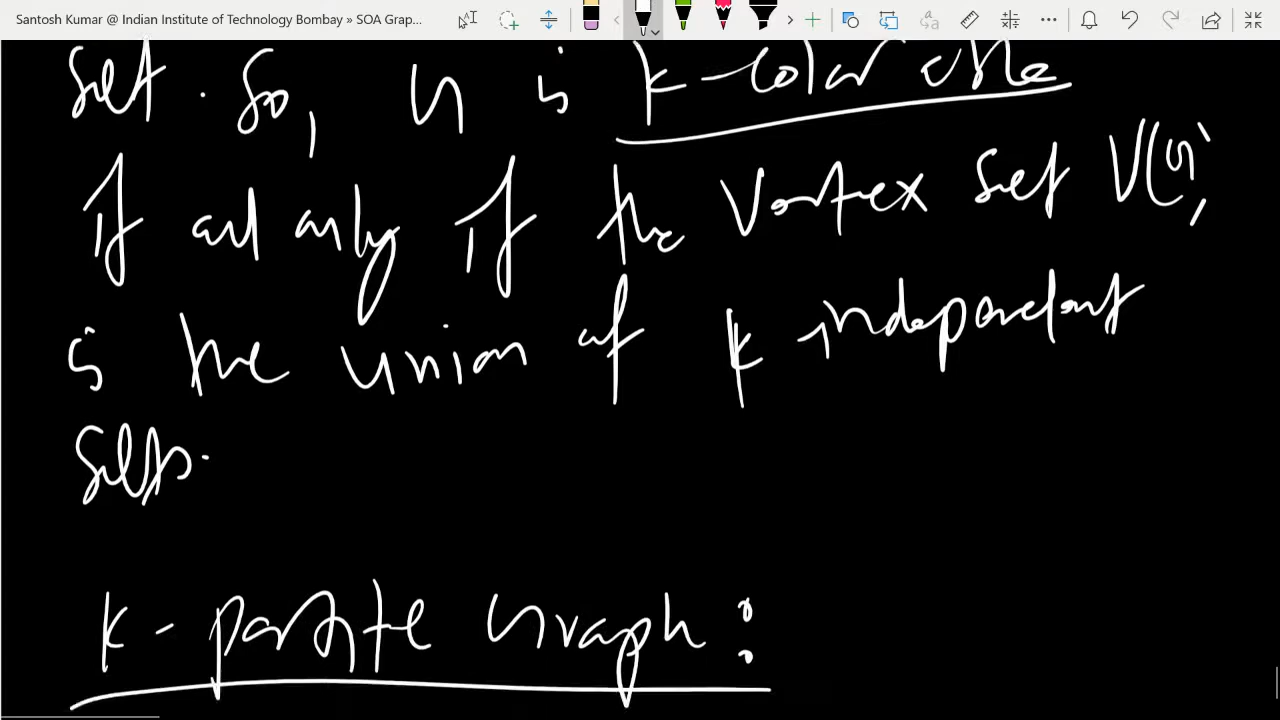 Santosh Kumar @ Indian Institute of Technology Bombay » SOA Grap...
set. So, G is k-colorable
if and only if the vertex set V(G),
is the union of k independent
sets.
k-partite Graph: